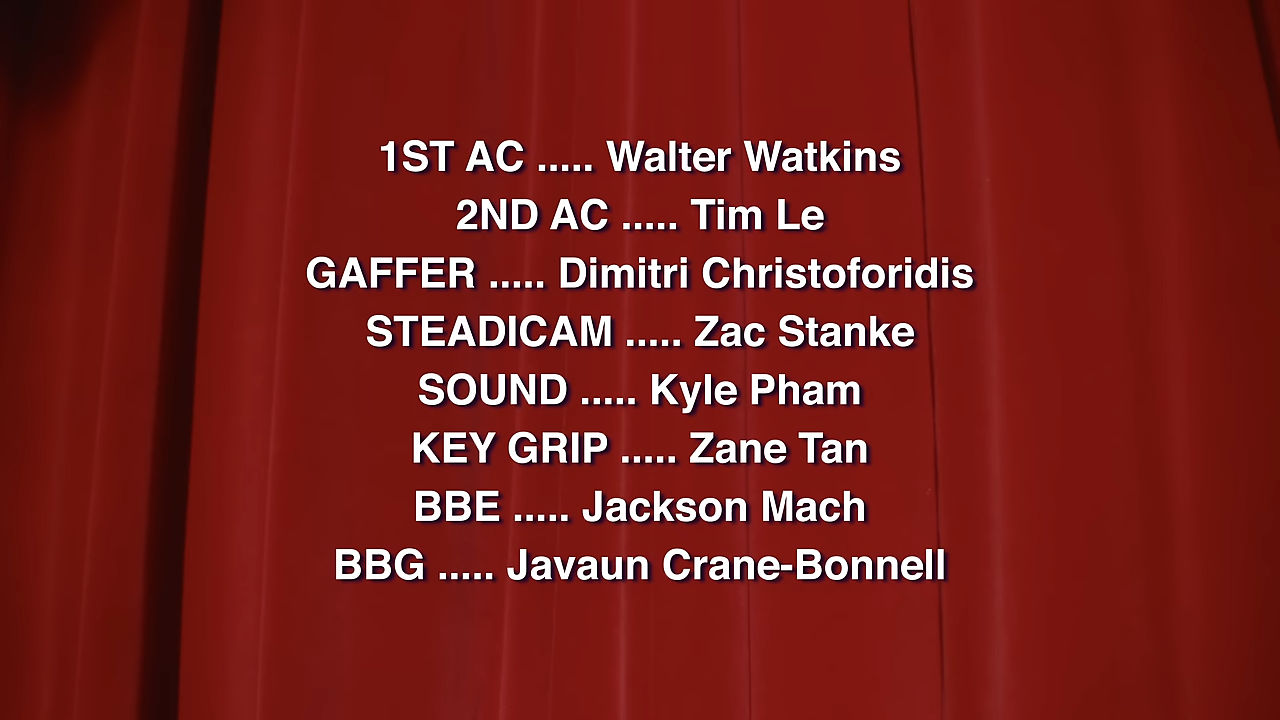 1ST AC ..... Walter Watkins
2ND AC ..... Tim Le
GAFFER ..... Dimitri Christoforidis
STEADICAM ..... Zac Stanke
SOUND ..... Kyle Pham
KEY GRIP ..... Zane Tan
BBE ..... Jackson Mach
BBG ..... Javaun Crane-Bonnell